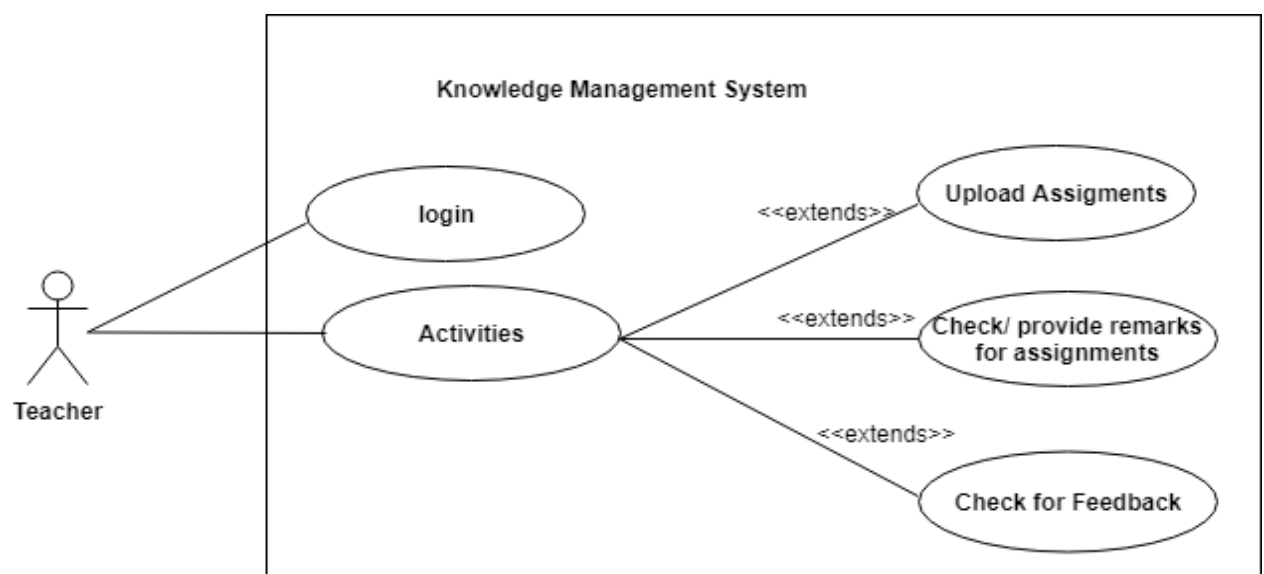 Knowledge Management System
login
Upload Assigments
<<extends>>
Activities
<<extends>>
Check/ provide remarks
for assignments
Teacher
<<extends>>
Check for Feedback